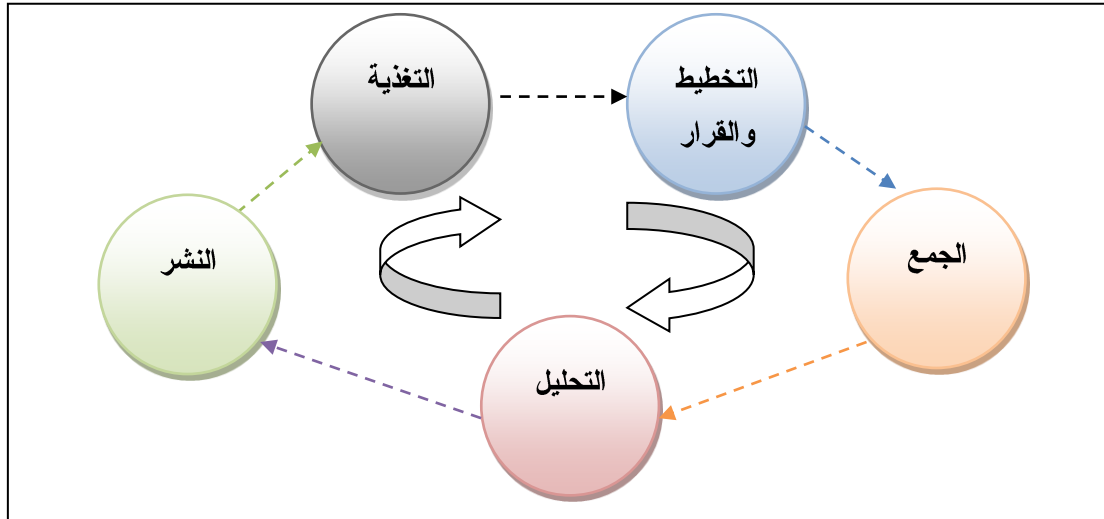 التغذية
التخطيط
والقرار
الجمع
التحليل
النشر